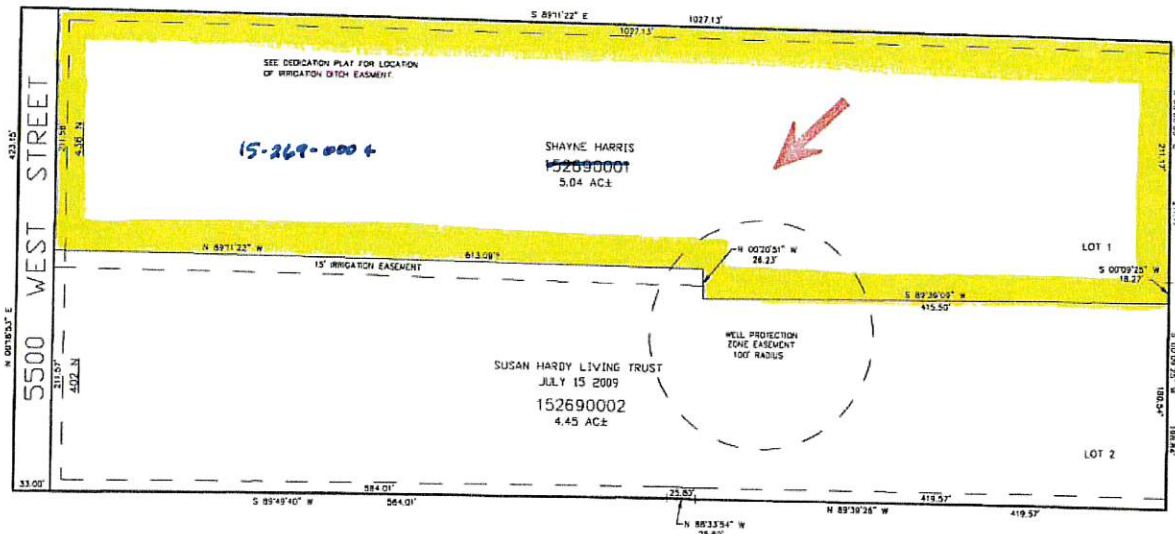 S 89°11'22" E
1027.13'
1027.13'
SEE DEDICATION PLAT FOR LOCATION
OF IRRIGATION DITCH EASMENT.
5500 WEST STREET
423.15'
N 00°18'53" E
211.58'
436 N
15-269-0004
SHAYNE HARRIS
152690001
5.04 AC±
211.17'
LOT 1
N 89°11'22" W
613.09'
15' IRRIGATION EASEMENT
N 00°20'51" W
26.23'
S 00°09'25" W
18.27'
S 89°39'09" W
415.50'
WELL PROTECTION
ZONE EASEMENT
100' RADIUS
SUSAN HARDY LIVING TRUST
JULY 15 2009
152690002
4.45 AC±
211.57'
402 N
LOT 2
33.00'
584.01'
S 89°49'40" W
25.63'
N 88°33'54" W
419.57'
N 89°39'26" W
419.57'